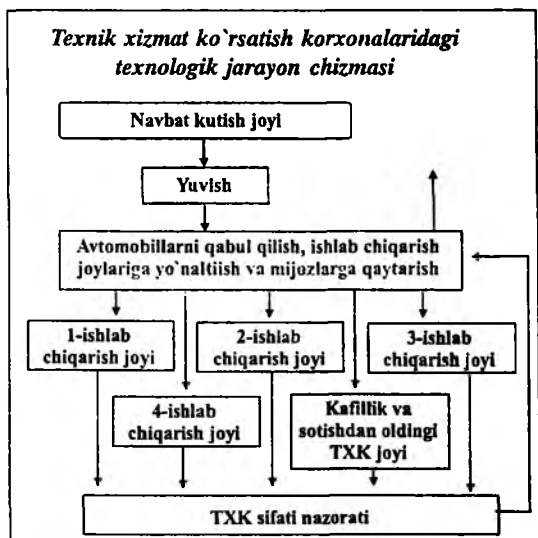 Texnik xizmat ko`rsatish korxonalaridagi
texnologik jarayon chizmasi
Navbat kutish joyi
Yuvish
Avtomobillarni qabul qilish, ishlab chiqarish
joylariga yo`naltiish va mijozlarga qaytarish
1-ishlab
chiqarish joyi
2-ishlab
chiqarish joyi
3-ishlab
chiqarish joyi
4-ishlab
chiqarish joyi
Kafillik va
sotishdan oldingi
TXK joyi
TXK sifati nazorati